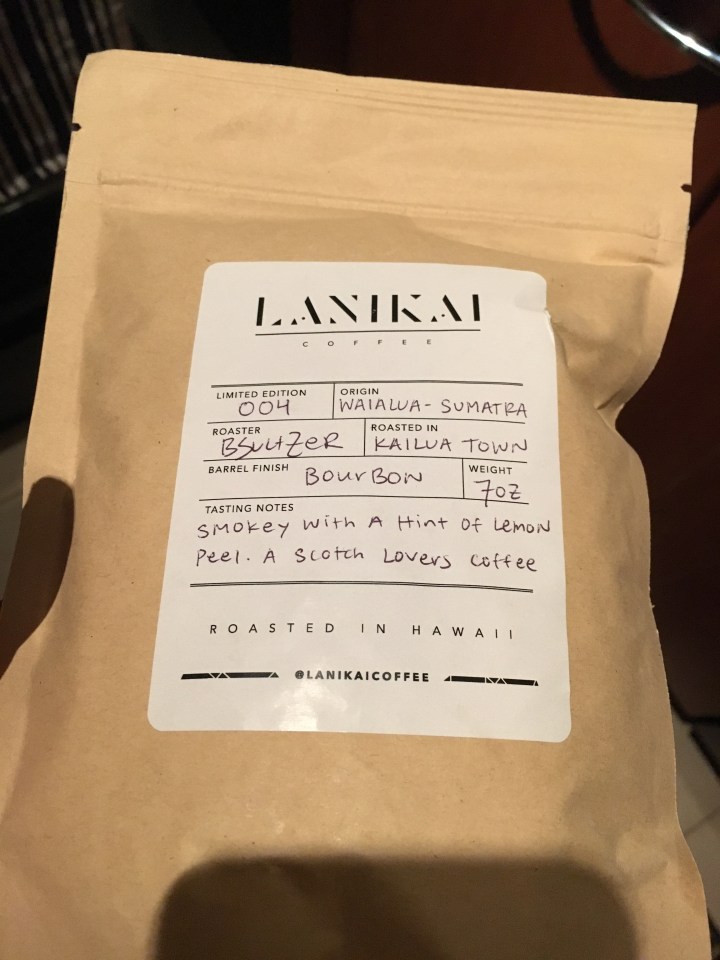 LANIKAI
COFFEE
LIMITED EDITION 004 ORIGIN WAIALUA - SUMATRA
ROASTER BSULTZER ROASTED IN KAILUA TOWN
BARREL FINISH BOURBON WEIGHT 7oz
TASTING NOTES
SMOKEY WITH A HINT OF LEMON
PEEL. A SCOTCH LOVERS COFFEE
ROASTED IN HAWAII
@LANIKAICOFFEE